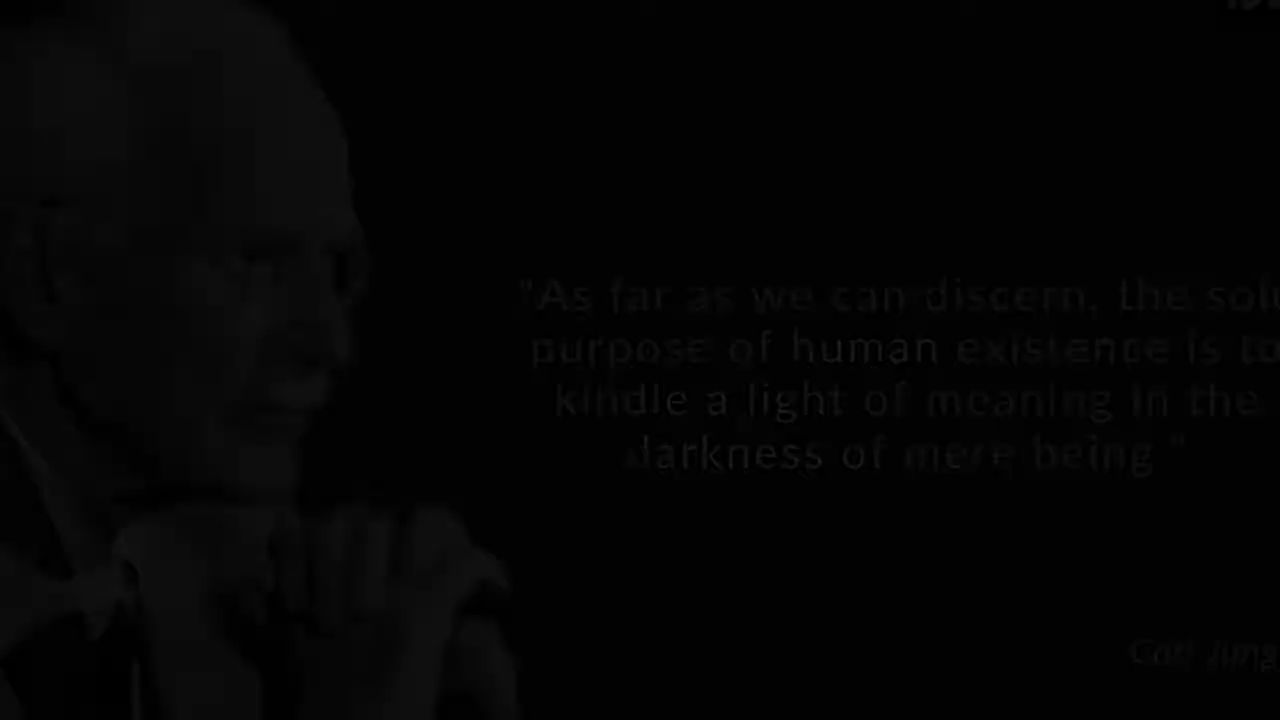 "As far as we can discern, the sole
purpose of human existence is to
kindle a light of meaning in the
darkness of mere being."
Carl Jung